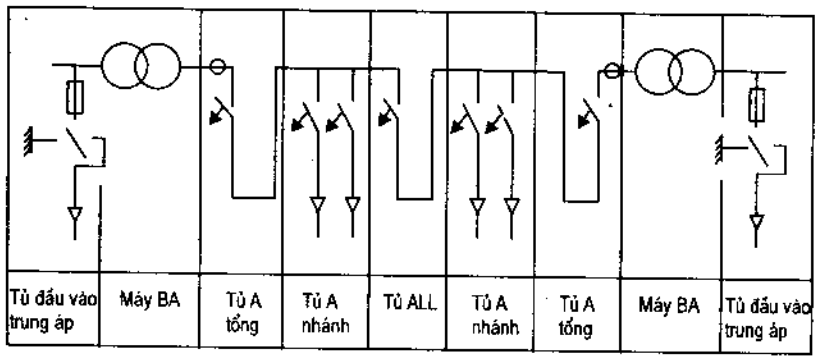 Tủ đầu vào
trung áp
Máy BA
Tủ A
tổng
Tủ A
nhánh
Tủ ALL
Tủ A
nhánh
Tủ A
tổng
Máy BA
Tủ đầu vào
trung áp